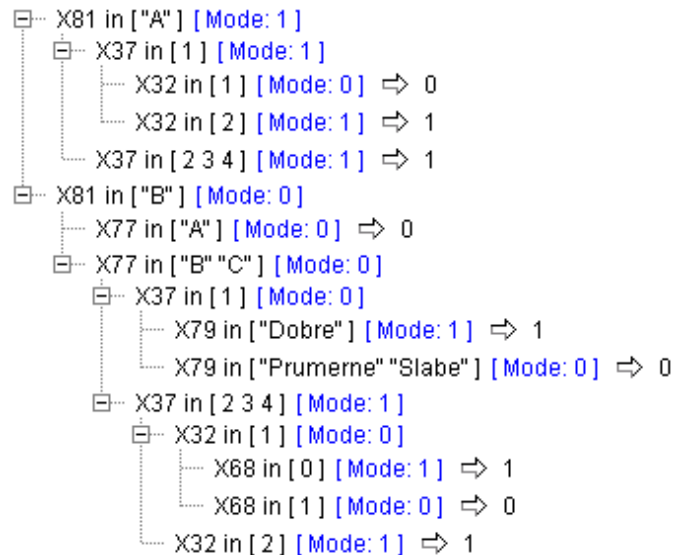 X81 in ["A"] [Mode: 1]
X37 in [1] [Mode: 1]
X32 in [1] [Mode: 0] ⇨ 0
X32 in [2] [Mode: 1] ⇨ 1
X37 in [2 3 4] [Mode: 1] ⇨ 1
X81 in ["B"] [Mode: 0]
X77 in ["A"] [Mode: 0] ⇨ 0
X77 in ["B" "C"] [Mode: 0]
X37 in [1] [Mode: 0]
X79 in ["Dobre"] [Mode: 1] ⇨ 1
X79 in ["Prumerne" "Slabe"] [Mode: 0] ⇨ 0
X37 in [2 3 4] [Mode: 1]
X32 in [1] [Mode: 0]
X68 in [0] [Mode: 1] ⇨ 1
X68 in [1] [Mode: 0] ⇨ 0
X32 in [2] [Mode: 1] ⇨ 1